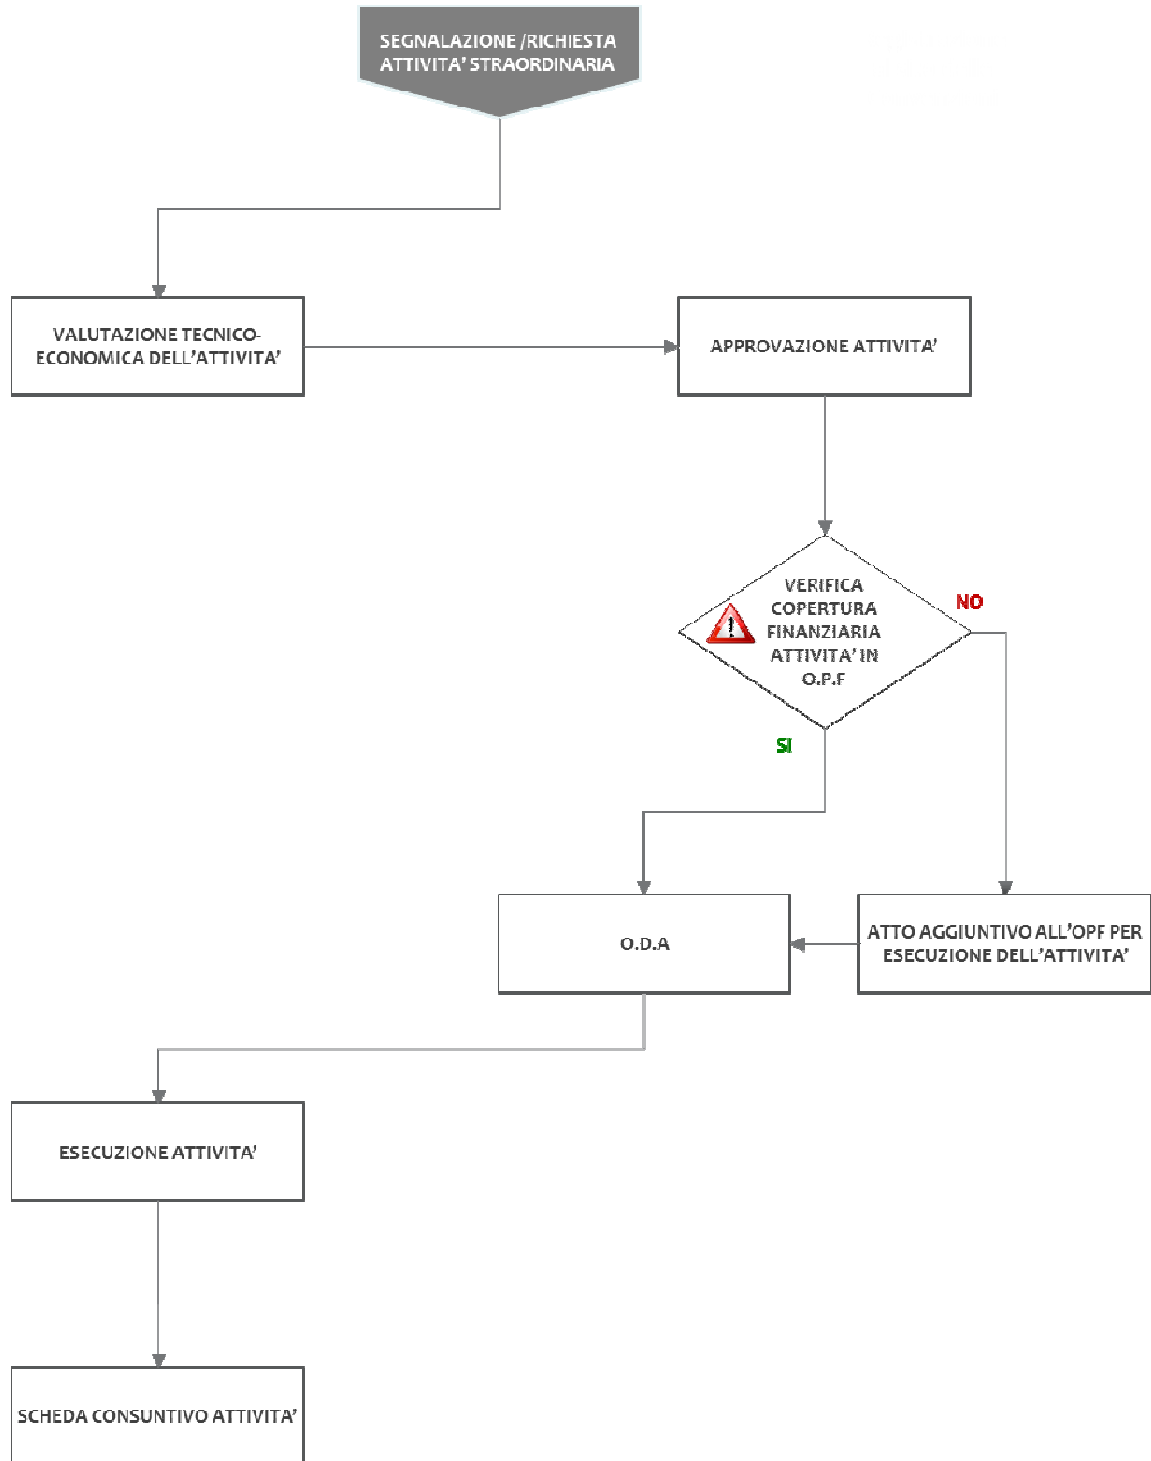 SEGNALAZIONE /RICHIESTA
ATTIVITA' STRAORDINARIA
VALUTAZIONE TECNICO-
ECONOMICA DELL'ATTIVITA'
APPROVAZIONE ATTIVITA'
VERIFICA
COPERTURA
FINANZIARIA
ATTIVITA' IN
O.P.F
NO
SI
O.D.A
ATTO AGGIUNTIVO ALL'OPF PER
ESECUZIONE DELL'ATTIVITA'
ESECUZIONE ATTIVITA'
SCHEDA CONSUNTIVO ATTIVITA'